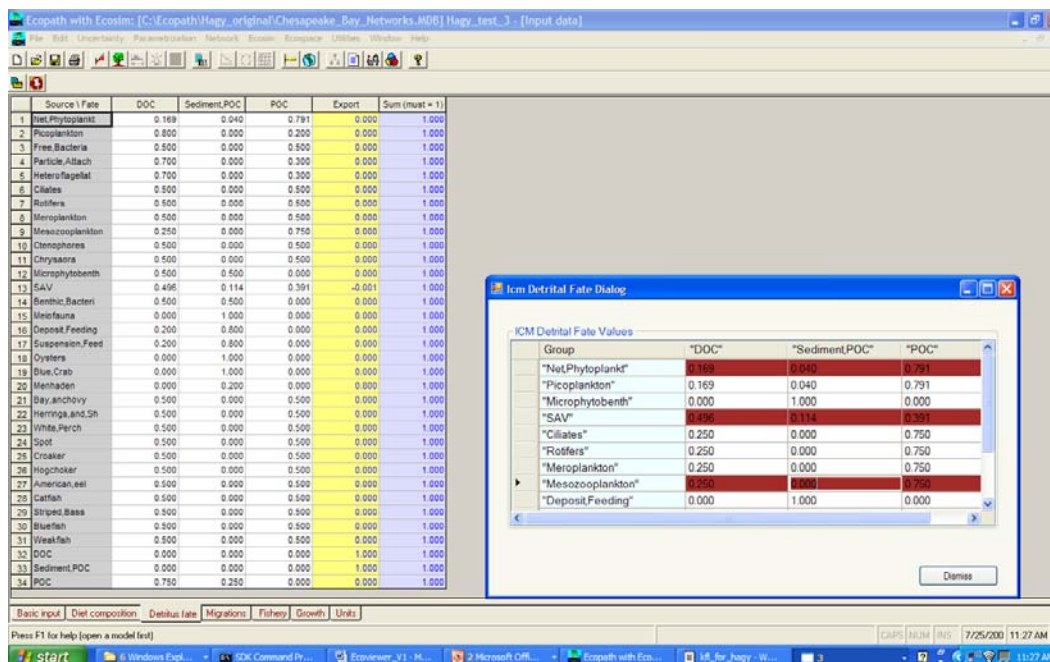 Ecopath with Ecosim: [C:\Ecopath\Hagy_original\Chesapeake_Bay_Networks.MDB] Hagy_test_3 - [Input data]
File Edit Uncertainty Parametrization Network Ecosim Ecospace Utilities Window Help
Source \ Fate DOC Sediment,POC POC Export Sum (must = 1)
1 Net,Phytoplankt 0.169 0.040 0.791 0.000 1.000
2 Picoplankton 0.800 0.000 0.200 0.000 1.000
3 Free,Bacteria 0.500 0.000 0.500 0.000 1.000
4 Particle,Attach 0.700 0.000 0.300 0.000 1.000
5 Heteroflagellat 0.700 0.000 0.300 0.000 1.000
6 Ciliates 0.500 0.000 0.500 0.000 1.000
7 Rotifers 0.500 0.000 0.500 0.000 1.000
8 Meroplankton 0.500 0.000 0.500 0.000 1.000
9 Mesozooplankton 0.250 0.000 0.750 0.000 1.000
10 Ctenophores 0.500 0.000 0.500 0.000 1.000
11 Chrysaora 0.500 0.000 0.500 0.000 1.000
12 Microphytobenth 0.500 0.500 0.000 0.000 1.000
13 SAV 0.496 0.114 0.391 -0.001 1.000
14 Benthic,Bacteri 0.500 0.500 0.000 0.000 1.000
15 Meiofauna 0.000 1.000 0.000 0.000 1.000
16 Deposit,Feeding 0.200 0.800 0.000 0.000 1.000
17 Suspension,Feed 0.200 0.800 0.000 0.000 1.000
18 Oysters 0.000 1.000 0.000 0.000 1.000
19 Blue,Crab 0.000 1.000 0.000 0.000 1.000
20 Menhaden 0.000 0.200 0.000 0.800 1.000
21 Bay,anchovy 0.500 0.000 0.500 0.000 1.000
22 Herrings,and,Sh 0.500 0.000 0.500 0.000 1.000
23 White,Perch 0.500 0.000 0.500 0.000 1.000
24 Spot 0.500 0.000 0.500 0.000 1.000
25 Croaker 0.500 0.000 0.500 0.000 1.000
26 Hogchoker 0.500 0.000 0.500 0.000 1.000
27 American,eel 0.500 0.000 0.500 0.000 1.000
28 Catfish 0.500 0.000 0.500 0.000 1.000
29 Striped,Bass 0.500 0.000 0.500 0.000 1.000
30 Bluefish 0.500 0.000 0.500 0.000 1.000
31 Weakfish 0.500 0.000 0.500 0.000 1.000
32 DOC 0.000 0.000 0.000 1.000 1.000
33 Sediment,POC 0.000 0.000 0.000 1.000 1.000
34 POC 0.750 0.250 0.000 0.000 1.000
Icm Detrital Fate Dialog
ICM Detrital Fate Values
Group "DOC" "Sediment,POC" "POC"
"Net,Phytoplankt" 0.169 0.040 0.791
"Picoplankton" 0.169 0.040 0.791
"Microphytobenth" 0.000 1.000 0.000
"SAV" 0.496 0.114 0.391
"Ciliates" 0.250 0.000 0.750
"Rotifers" 0.250 0.000 0.750
"Meroplankton" 0.250 0.000 0.750
"Mesozooplankton" 0.250 0.000 0.750
"Deposit,Feeding" 0.000 1.000 0.000
Dismiss
Basic input Diet composition Detritus fate Migrations Fishery Growth Units
Press F1 for help (open a model first) CAPS NUM INS 7/25/200 11:27 AM
start 6 Windows Expl... SDK Command Pr... Ecoviewer_V1 - M... 2 Microsoft Offi... Ecopath with Eco... kfl_for_hagy - W... 3 11:27 AM